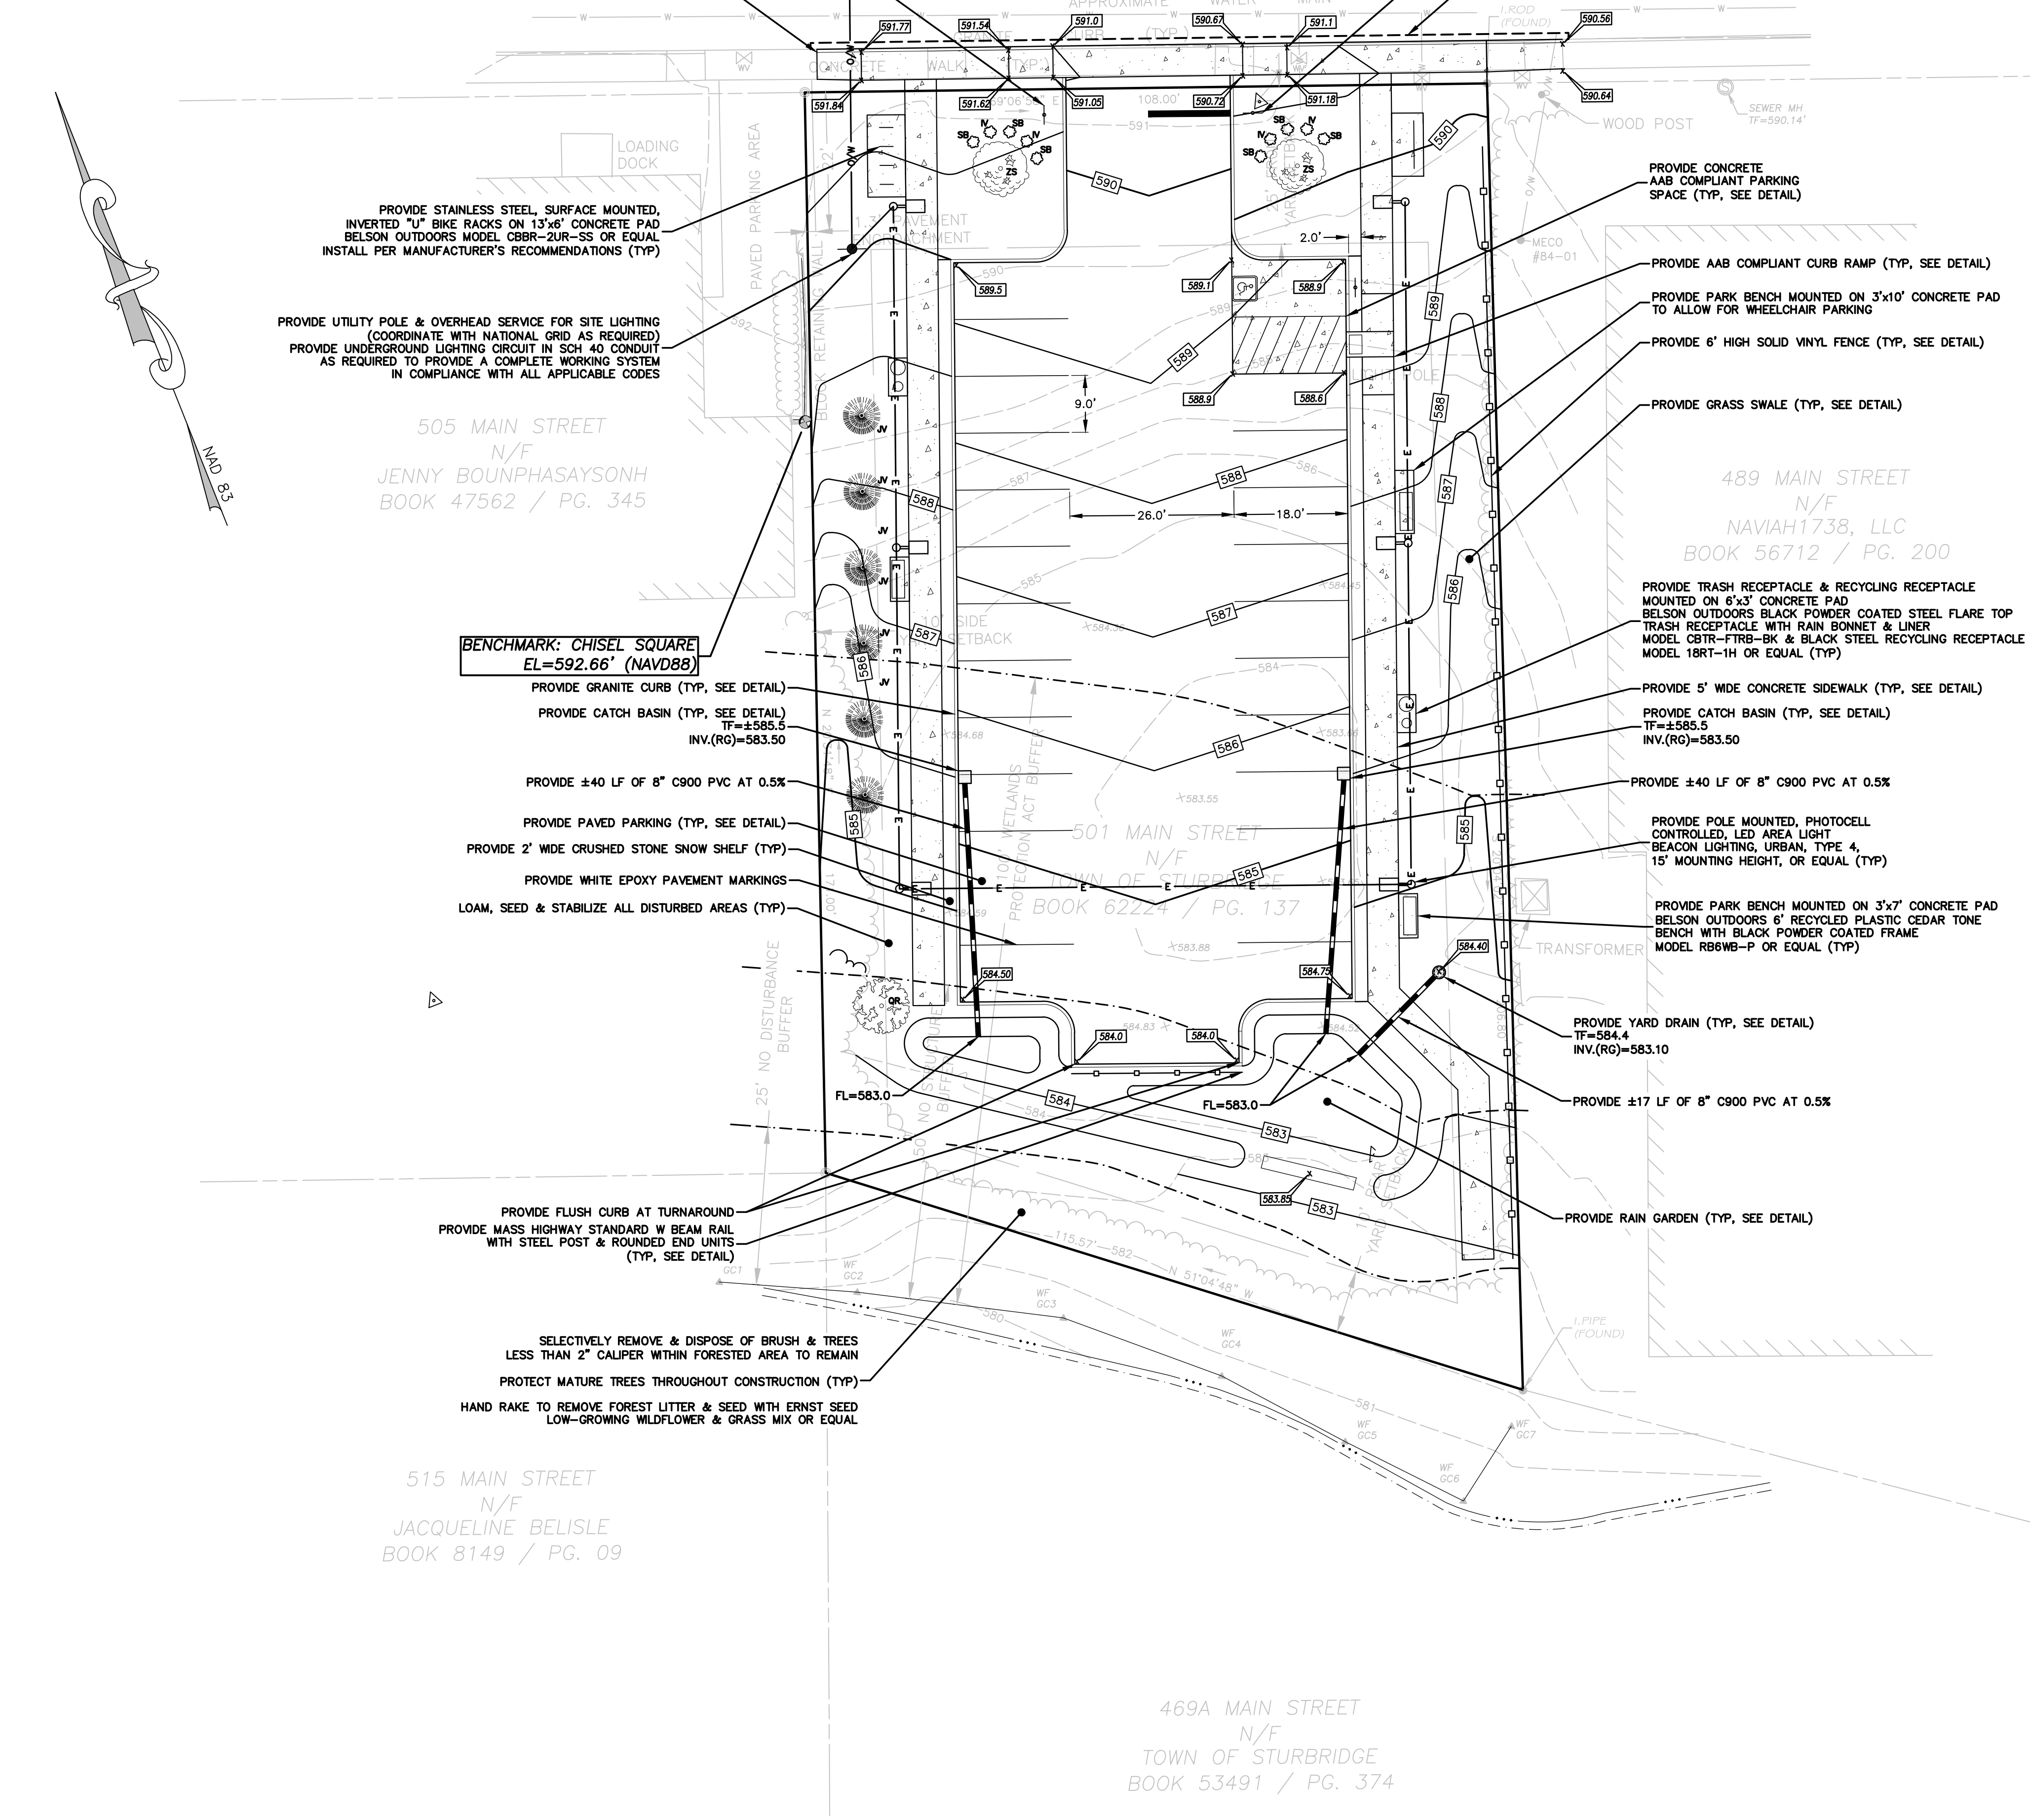 APPROXIMATE WATER MAIN
I.ROD
(FOUND)
591.77
591.54
591.0
590.67
591.1
590.56
CONCRETE WALK (TYP.)
591.84
591.62
591.05
590.72
591.18
590.64
108.00'
SEWER MH
TF=590.14'
WOOD POST
LOADING
DOCK
PAVED PARKING AREA
MECO
#84-01
PROVIDE STAINLESS STEEL, SURFACE MOUNTED,
INVERTED "U" BIKE RACKS ON 13'x6' CONCRETE PAD
BELSON OUTDOORS MODEL CBBR-2UR-SS OR EQUAL
INSTALL PER MANUFACTURER'S RECOMMENDATIONS (TYP)
PROVIDE UTILITY POLE & OVERHEAD SERVICE FOR SITE LIGHTING
(COORDINATE WITH NATIONAL GRID AS REQUIRED)
PROVIDE UNDERGROUND LIGHTING CIRCUIT IN SCH 40 CONDUIT
AS REQUIRED TO PROVIDE A COMPLETE WORKING SYSTEM
IN COMPLIANCE WITH ALL APPLICABLE CODES
PROVIDE CONCRETE
AAB COMPLIANT PARKING
SPACE (TYP, SEE DETAIL)
PROVIDE AAB COMPLIANT CURB RAMP (TYP, SEE DETAIL)
PROVIDE PARK BENCH MOUNTED ON 3'x10' CONCRETE PAD
TO ALLOW FOR WHEELCHAIR PARKING
PROVIDE 6' HIGH SOLID VINYL FENCE (TYP, SEE DETAIL)
PROVIDE GRASS SWALE (TYP, SEE DETAIL)
NAD 83
505 MAIN STREET
N/F
JENNY BOUNPHASAYSONH
BOOK 47562 / PG. 345
489 MAIN STREET
N/F
NAVIAH1738, LLC
BOOK 56712 / PG. 200
589.5
589.1
588.9
588.9
588.6
2.0'
9.0'
26.0'
18.0'
590
589
588
587
586
585
BENCHMARK: CHISEL SQUARE
EL=592.66' (NAVD88)
PROVIDE GRANITE CURB (TYP, SEE DETAIL)
PROVIDE CATCH BASIN (TYP, SEE DETAIL)
TF=±585.5
INV.(RG)=583.50
PROVIDE ±40 LF OF 8" C900 PVC AT 0.5%
PROVIDE PAVED PARKING (TYP, SEE DETAIL)
PROVIDE 2' WIDE CRUSHED STONE SNOW SHELF (TYP)
PROVIDE WHITE EPOXY PAVEMENT MARKINGS
LOAM, SEED & STABILIZE ALL DISTURBED AREAS (TYP)
PROVIDE TRASH RECEPTACLE & RECYCLING RECEPTACLE
MOUNTED ON 6'x3' CONCRETE PAD
BELSON OUTDOORS BLACK POWDER COATED STEEL FLARE TOP
TRASH RECEPTACLE WITH RAIN BONNET & LINER
MODEL CBTR-FTRB-BK & BLACK STEEL RECYCLING RECEPTACLE
MODEL 18RT-1H OR EQUAL (TYP)
PROVIDE 5' WIDE CONCRETE SIDEWALK (TYP, SEE DETAIL)
PROVIDE CATCH BASIN (TYP, SEE DETAIL)
TF=±585.5
INV.(RG)=583.50
PROVIDE ±40 LF OF 8" C900 PVC AT 0.5%
PROVIDE POLE MOUNTED, PHOTOCELL
CONTROLLED, LED AREA LIGHT
BEACON LIGHTING, URBAN, TYPE 4,
15' MOUNTING HEIGHT, OR EQUAL (TYP)
PROVIDE PARK BENCH MOUNTED ON 3'x7' CONCRETE PAD
BELSON OUTDOORS 6' RECYCLED PLASTIC CEDAR TONE
BENCH WITH BLACK POWDER COATED FRAME
MODEL RB6WB-P OR EQUAL (TYP)
501 MAIN STREET
N/F
TOWN OF STURBRIDGE
BOOK 62224 / PG. 137
100' WETLANDS
PROTECTION ACT BUFFER
25' NO DISTURBANCE
BUFFER
TRANSFORMER
584.40
584.50
584.75
584.0
584.0
PROVIDE YARD DRAIN (TYP, SEE DETAIL)
TF=584.4
INV.(RG)=583.10
PROVIDE ±17 LF OF 8" C900 PVC AT 0.5%
FL=583.0
FL=583.0
584
583
583.85
583
PROVIDE RAIN GARDEN (TYP, SEE DETAIL)
PROVIDE FLUSH CURB AT TURNAROUND
PROVIDE MASS HIGHWAY STANDARD W BEAM RAIL
WITH STEEL POST & ROUNDED END UNITS
(TYP, SEE DETAIL)
115.57'
N 51°04'48" W
WF
GC1
WF
GC2
WF
GC3
WF
GC4
WF
GC5
WF
GC6
WF
GC7
I.PIPE
(FOUND)
SELECTIVELY REMOVE & DISPOSE OF BRUSH & TREES
LESS THAN 2" CALIPER WITHIN FORESTED AREA TO REMAIN
PROTECT MATURE TREES THROUGHOUT CONSTRUCTION (TYP)
HAND RAKE TO REMOVE FOREST LITTER & SEED WITH ERNST SEED
LOW-GROWING WILDFLOWER & GRASS MIX OR EQUAL
515 MAIN STREET
N/F
JACQUELINE BELISLE
BOOK 8149 / PG. 09
469A MAIN STREET
N/F
TOWN OF STURBRIDGE
BOOK 53491 / PG. 374